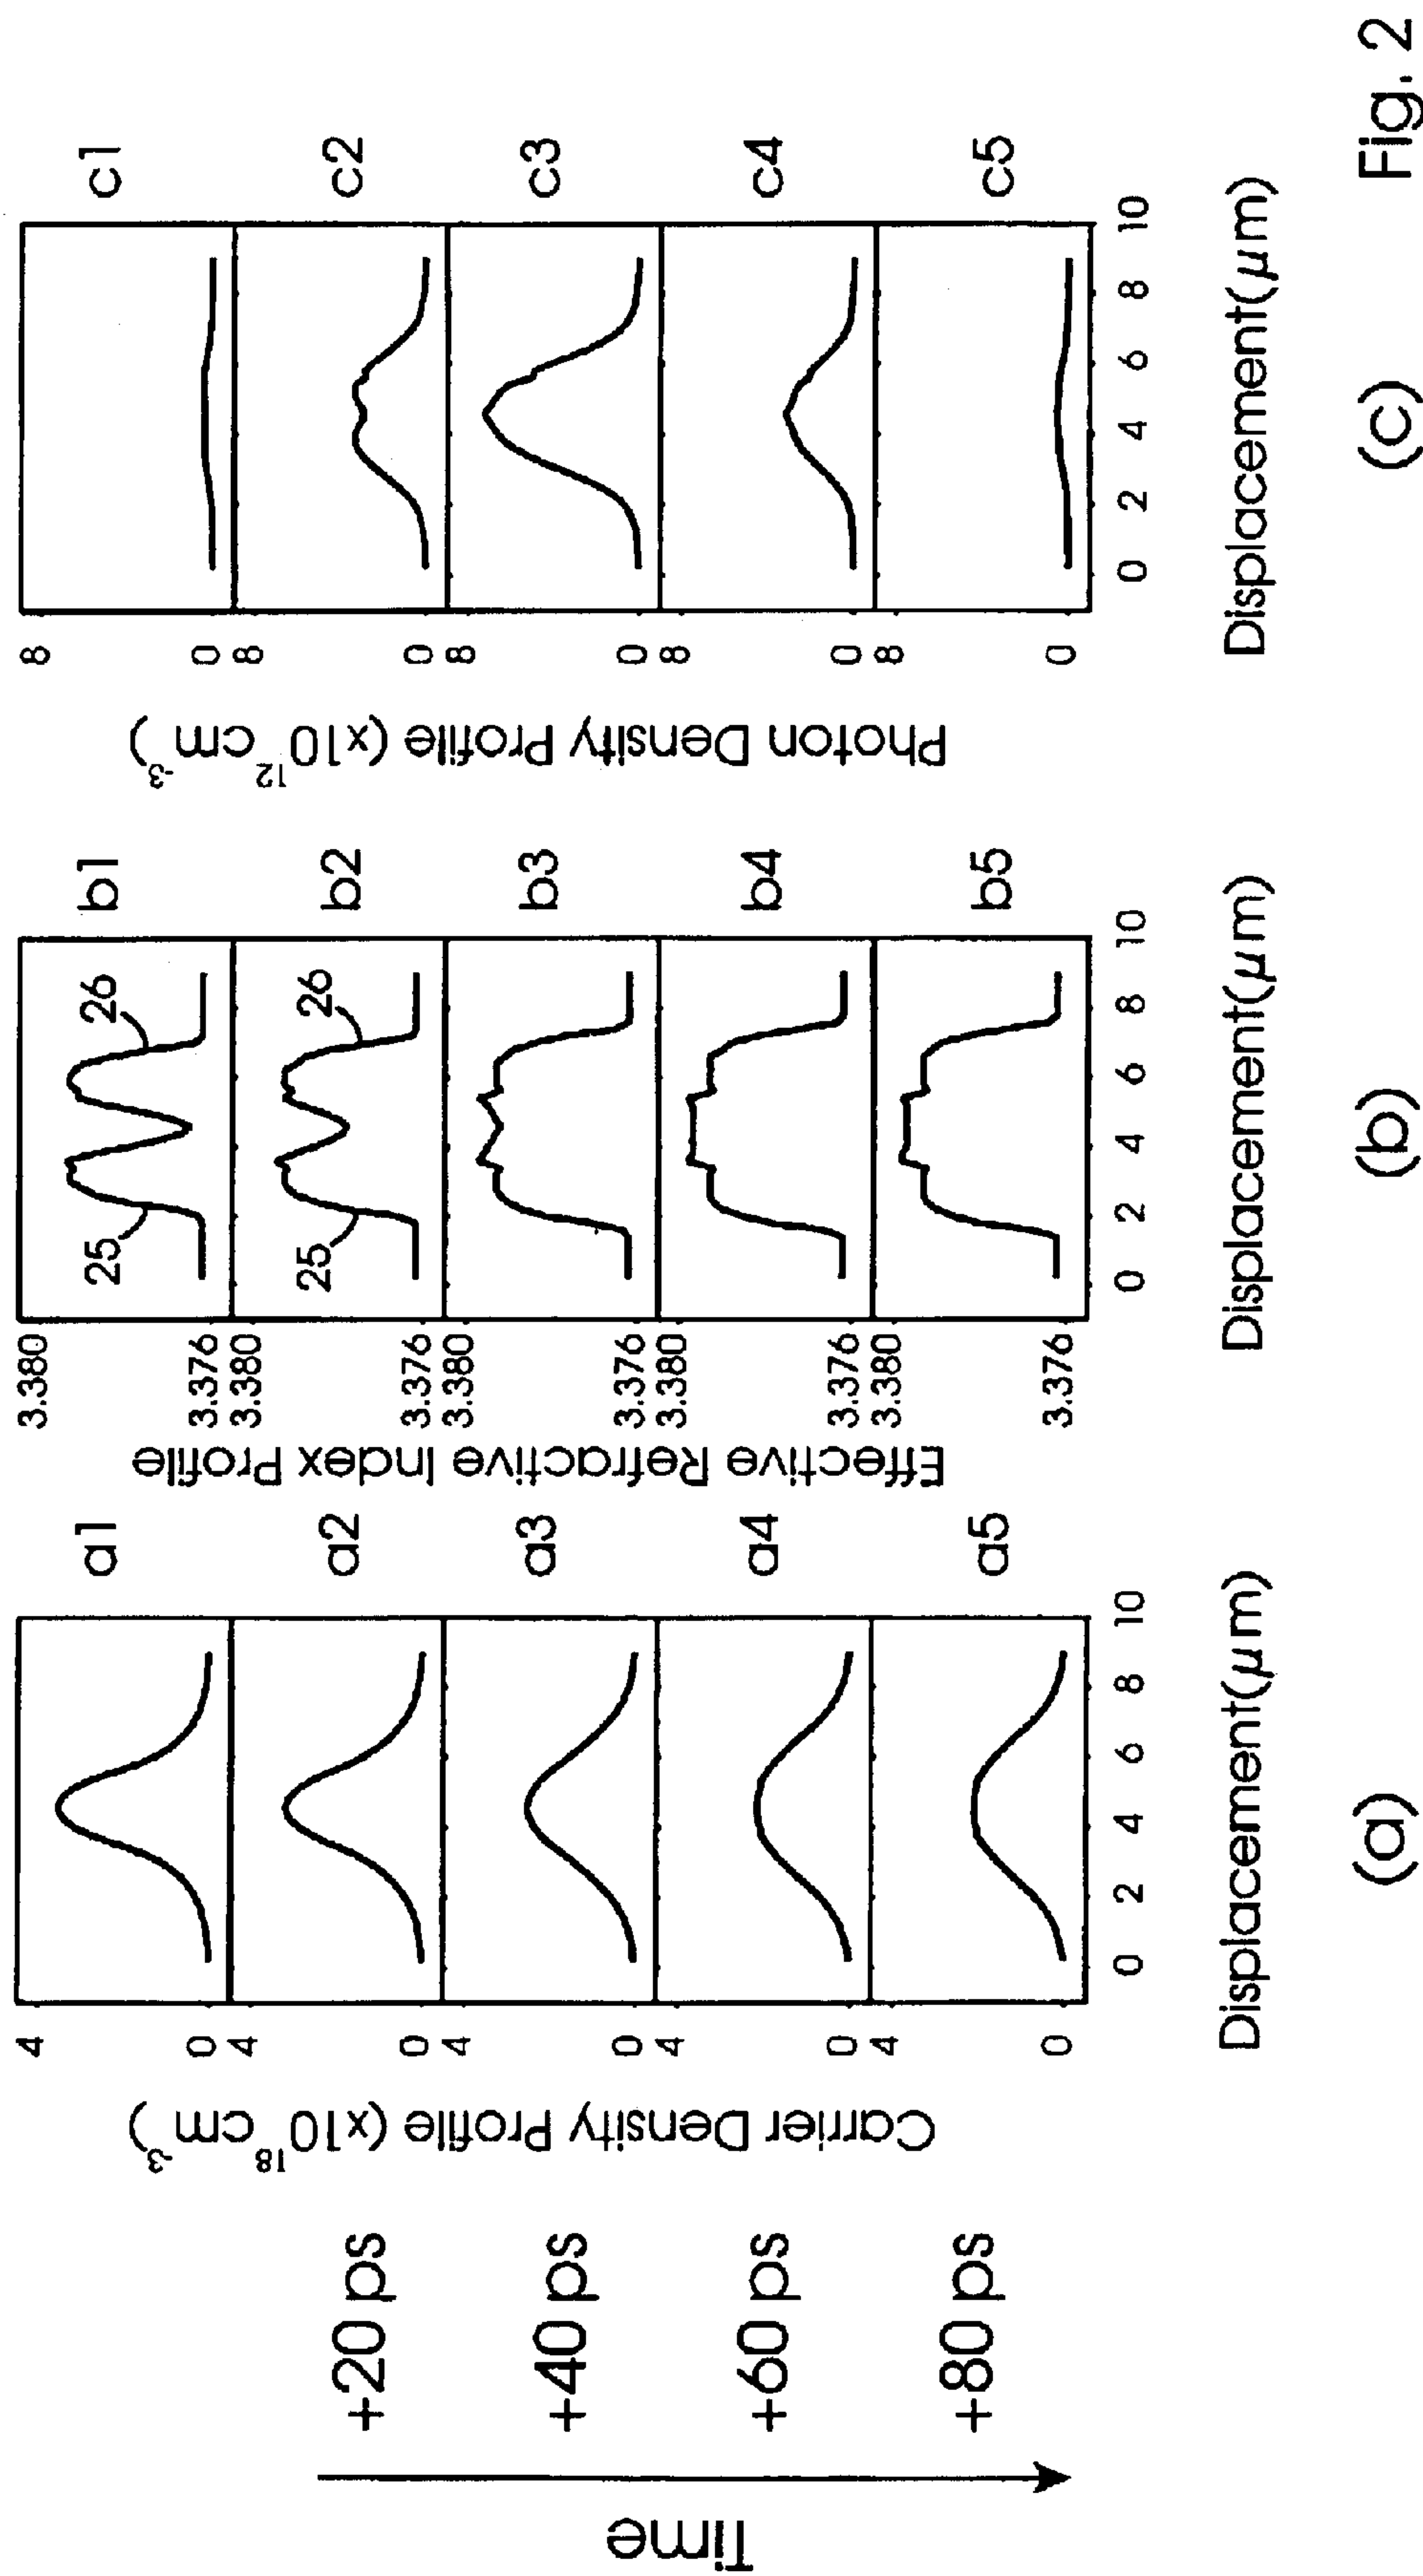 Time
+20 ps
+40 ps
+60 ps
+80 ps
Carrier Density Profile (x10^18 cm^-3)
4
0
4
0
4
0
4
0
4
0
a1
a2
a3
a4
a5
0 2 4 6 8 10
Displacement(μm)
(a)
Effective Refractive Index Profile
3.380
3.376
3.380
3.376
3.380
3.376
3.380
3.376
3.380
3.376
25
26
b1
25
26
b2
b3
b4
b5
0 2 4 6 8 10
Displacement(μm)
(b)
Photon Density Profile (x10^12 cm^-3)
8
0
8
0
8
0
8
0
8
0
c1
c2
c3
c4
c5
0 2 4 6 8 10
Displacement(μm)
(c)
Fig. 2